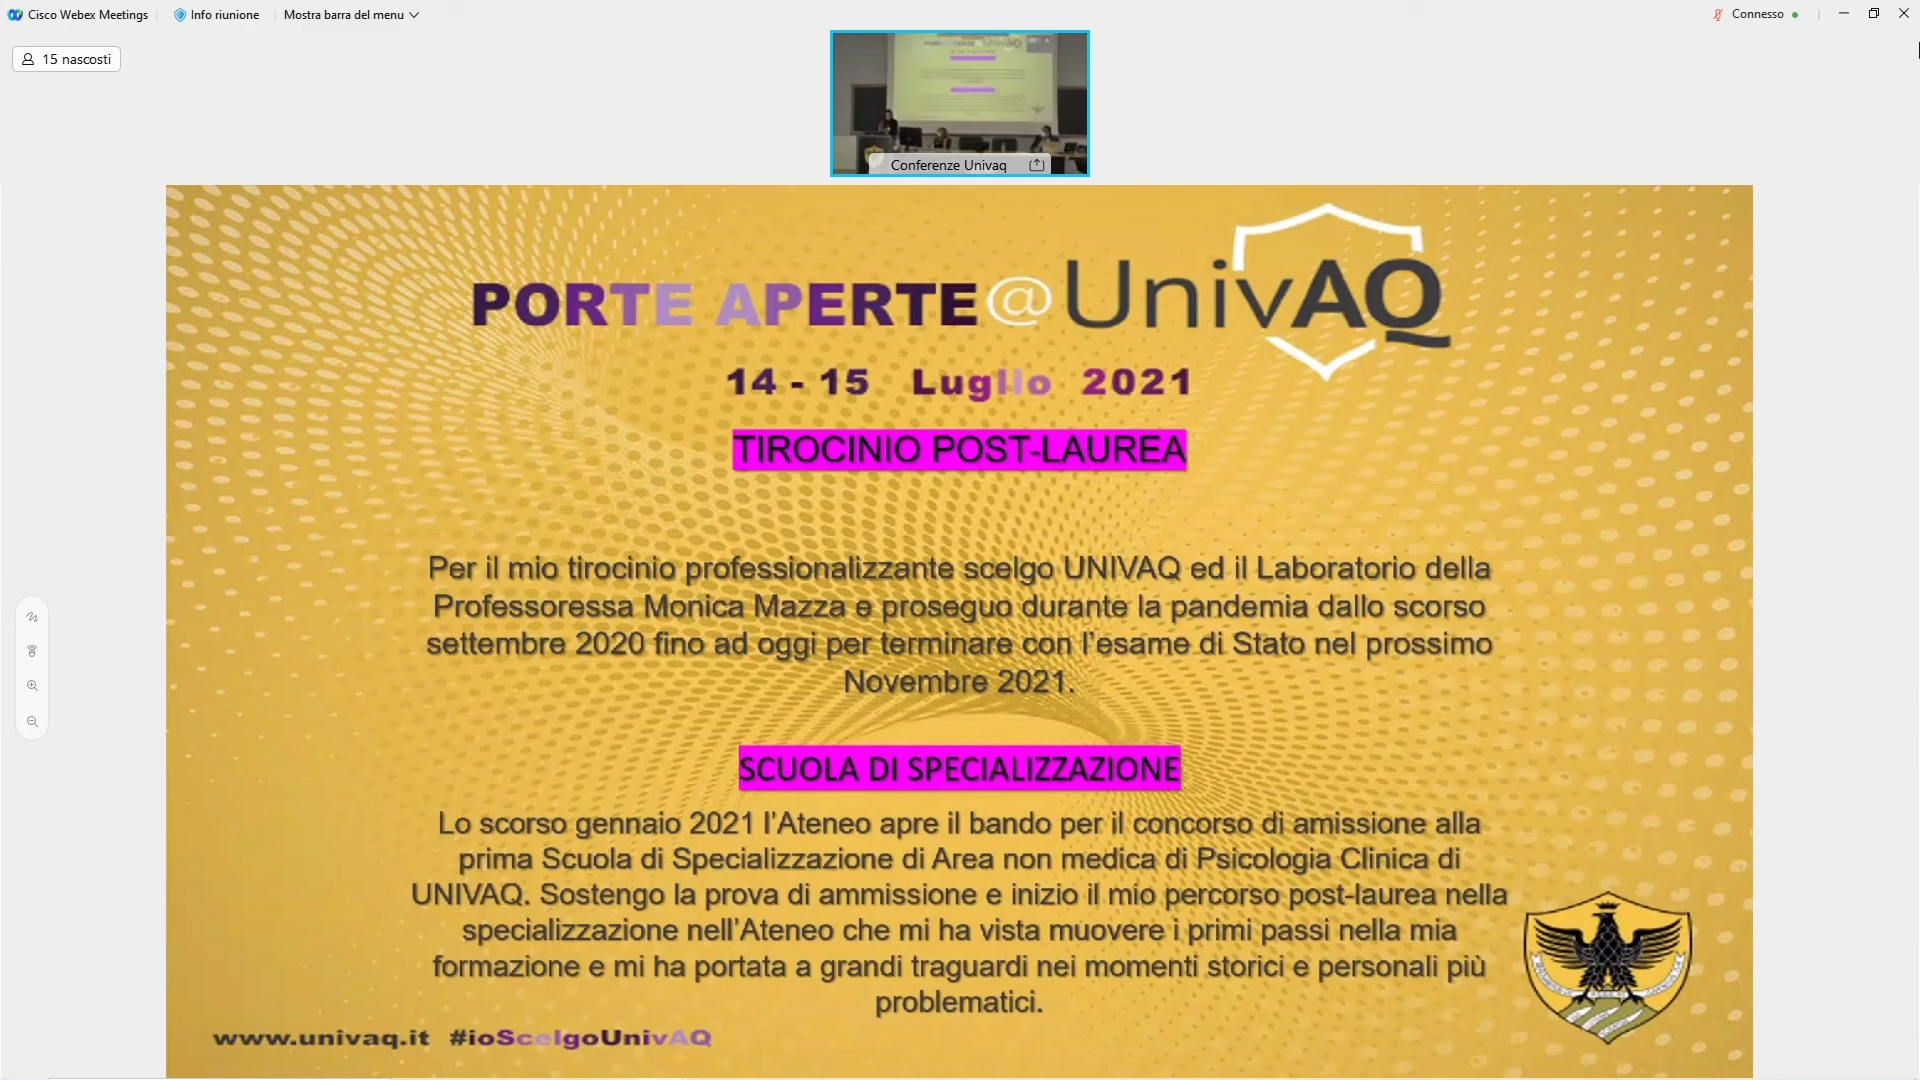 Cisco Webex Meetings
Info riunione
Mostra barra del menu
Connesso
15 nascosti
Conferenze Univaq
PORTE APERTE@UnivAQ
14 - 15 Luglio 2021
TIROCINIO POST-LAUREA
Per il mio tirocinio professionalizzante scelgo UNIVAQ ed il Laboratorio della
Professoressa Monica Mazza e proseguo durante la pandemia dallo scorso
settembre 2020 fino ad oggi per terminare con l'esame di Stato nel prossimo
Novembre 2021.
SCUOLA DI SPECIALIZZAZIONE
Lo scorso gennaio 2021 l'Ateneo apre il bando per il concorso di amissione alla
prima Scuola di Specializzazione di Area non medica di Psicologia Clinica di
UNIVAQ. Sostengo la prova di ammissione e inizio il mio percorso post-laurea nella
specializzazione nell'Ateneo che mi ha vista muovere i primi passi nella mia
formazione e mi ha portata a grandi traguardi nei momenti storici e personali più
problematici.
www.univaq.it #ioScelgoUnivAQ